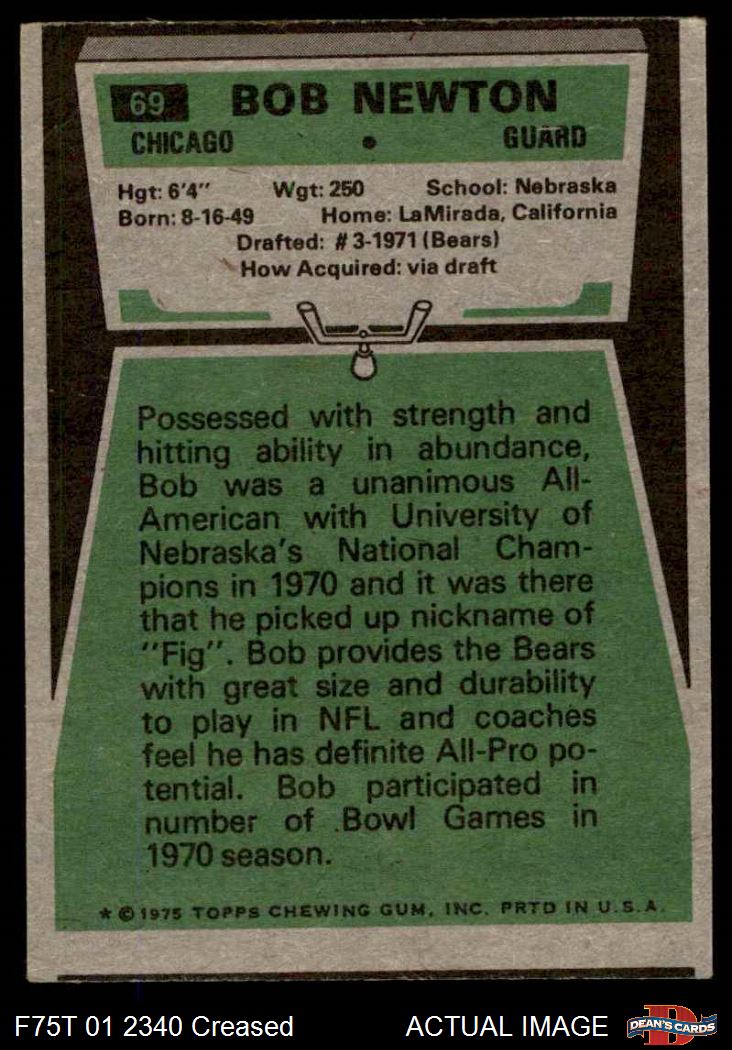 69 BOB NEWTON
CHICAGO • GUARD
Hgt: 6'4" Wgt: 250 School: Nebraska
Born: 8-16-49 Home: LaMirada, California
Drafted: #3-1971 (Bears)
How Acquired: via draft
Possessed with strength and
hitting ability in abundance,
Bob was a unanimous All-
American with University of
Nebraska's National Cham-
pions in 1970 and it was there
that he picked up nickname of
"Fig". Bob provides the Bears
with great size and durability
to play in NFL and coaches
feel he has definite All-Pro po-
tential. Bob participated in
number of Bowl Games in
1970 season.
* © 1975 TOPPS CHEWING GUM, INC. PRTD IN U.S.A.
F75T 01 2340 Creased ACTUAL IMAGE DEAN'S CARDS